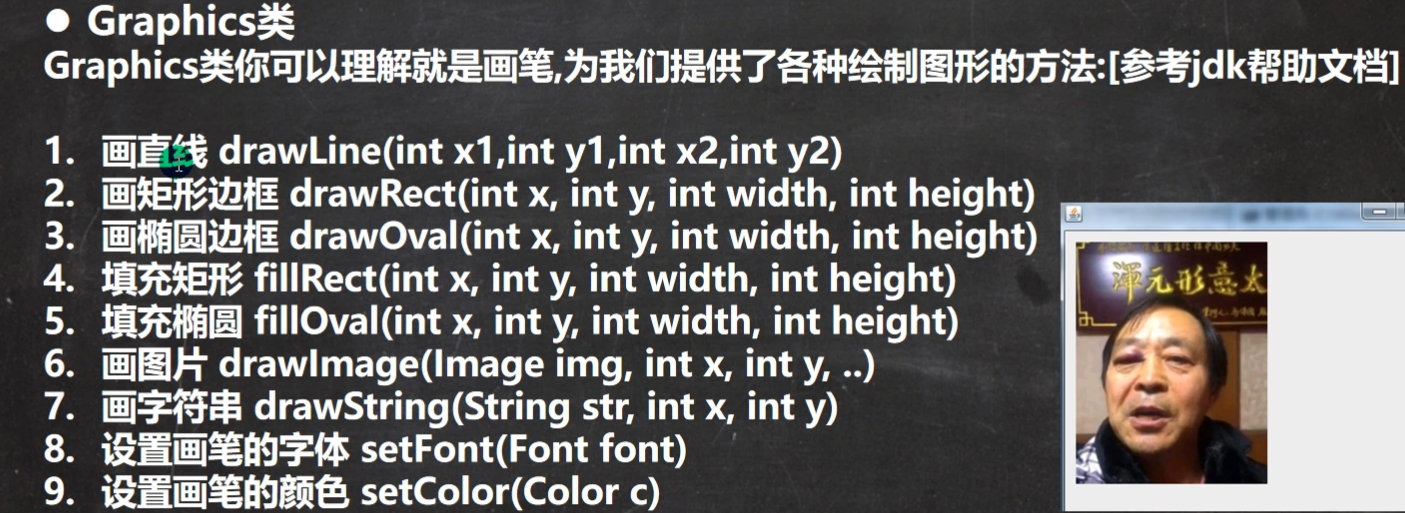 ● Graphics类
Graphics类你可以理解就是画笔,为我们提供了各种绘制图形的方法:[参考jdk帮助文档]
1. 画直线 drawLine(int x1,int y1,int x2,int y2)
2. 画矩形边框 drawRect(int x, int y, int width, int height)
3. 画椭圆边框 drawOval(int x, int y, int width, int height)
4. 填充矩形 fillRect(int x, int y, int width, int height)
5. 填充椭圆 fillOval(int x, int y, int width, int height)
6. 画图片 drawImage(Image img, int x, int y, ..)
7. 画字符串 drawString(String str, int x, int y)
8. 设置画笔的字体 setFont(Font font)
9. 设置画笔的颜色 setColor(Color c)
渾元形意太